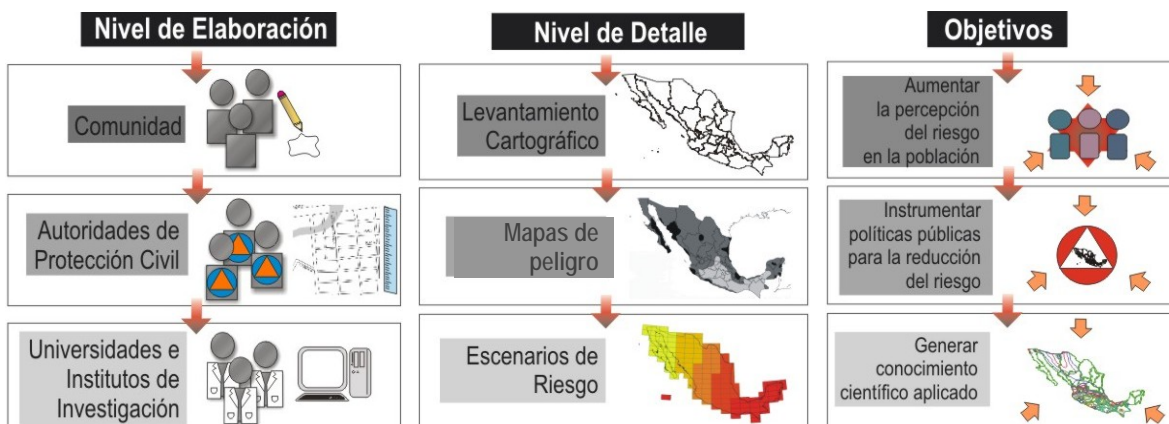 Nivel de Elaboración
Comunidad
Autoridades de
Protección Civil
Universidades e
Institutos de
Investigación
Nivel de Detalle
Levantamiento
Cartográfico
Mapas de
peligro
Escenarios de
Riesgo
Objetivos
Aumentar
la percepción
del riesgo
en la población
Instrumentar
políticas públicas
para la reducción
del riesgo
Generar
conocimiento
científico aplicado